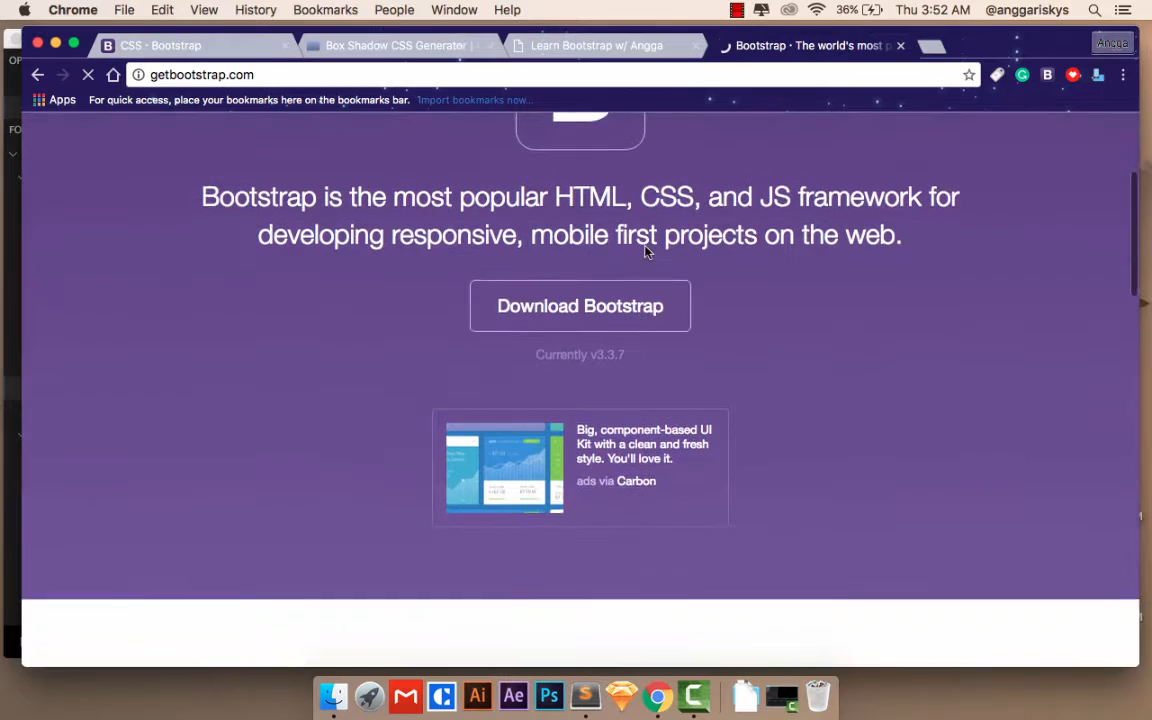 Chrome File Edit View History Bookmarks People Window Help 36% Thu 3:52 AM @anggariskys
CSS · Bootstrap
Box Shadow CSS Generator |
Learn Bootstrap w/ Angga
Bootstrap · The world's most p
Angga
getbootstrap.com
Apps For quick access, place your bookmarks here on the bookmarks bar. Import bookmarks now...
Bootstrap is the most popular HTML, CSS, and JS framework for
developing responsive, mobile first projects on the web.
Download Bootstrap
Currently v3.3.7
Big, component-based UI
Kit with a clean and fresh
style. You'll love it.
ads via Carbon